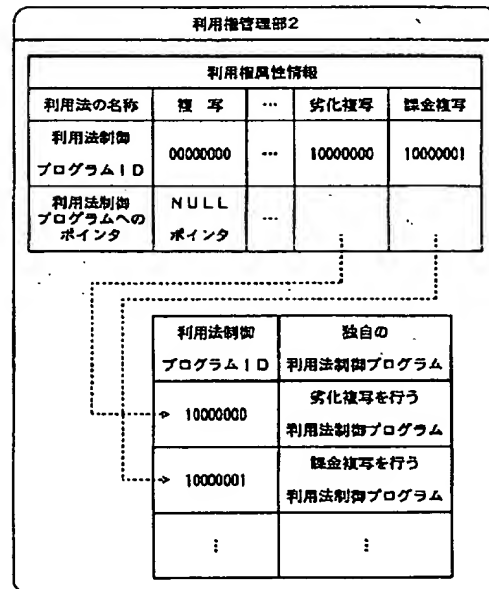 利用権管理部2
利用権属性情報
利用法の名称 複 写 … 劣化複写 課金複写
利用法制御
プログラムID 00000000 … 10000000 10000001
利用法制御
プログラムへの
ポインタ
NULL
ポインタ
…
利用法制御
プログラムID
独自の
利用法制御プログラム
10000000
劣化複写を行う
利用法制御プログラム
10000001
課金複写を行う
利用法制御プログラム
⋮ ⋮